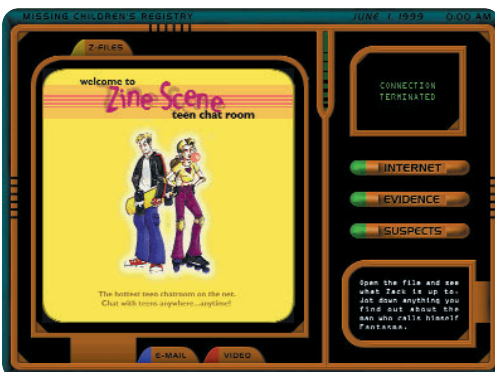 MISSING CHILDREN'S REGISTRY
JUNE 1, 1999 0:00 AM
Z-FILES
welcome to
Zine Scene
teen chat room
The hottest teen chatroom on the net.
Chat with teens anywhere...anytime!
E-MAIL
VIDEO
CONNECTION
TERMINATED
INTERNET
EVIDENCE
SUSPECTS
Open the file and see
what Zack is up to.
Jot down anything you
find out about the
man who calls himself
Fantasma.